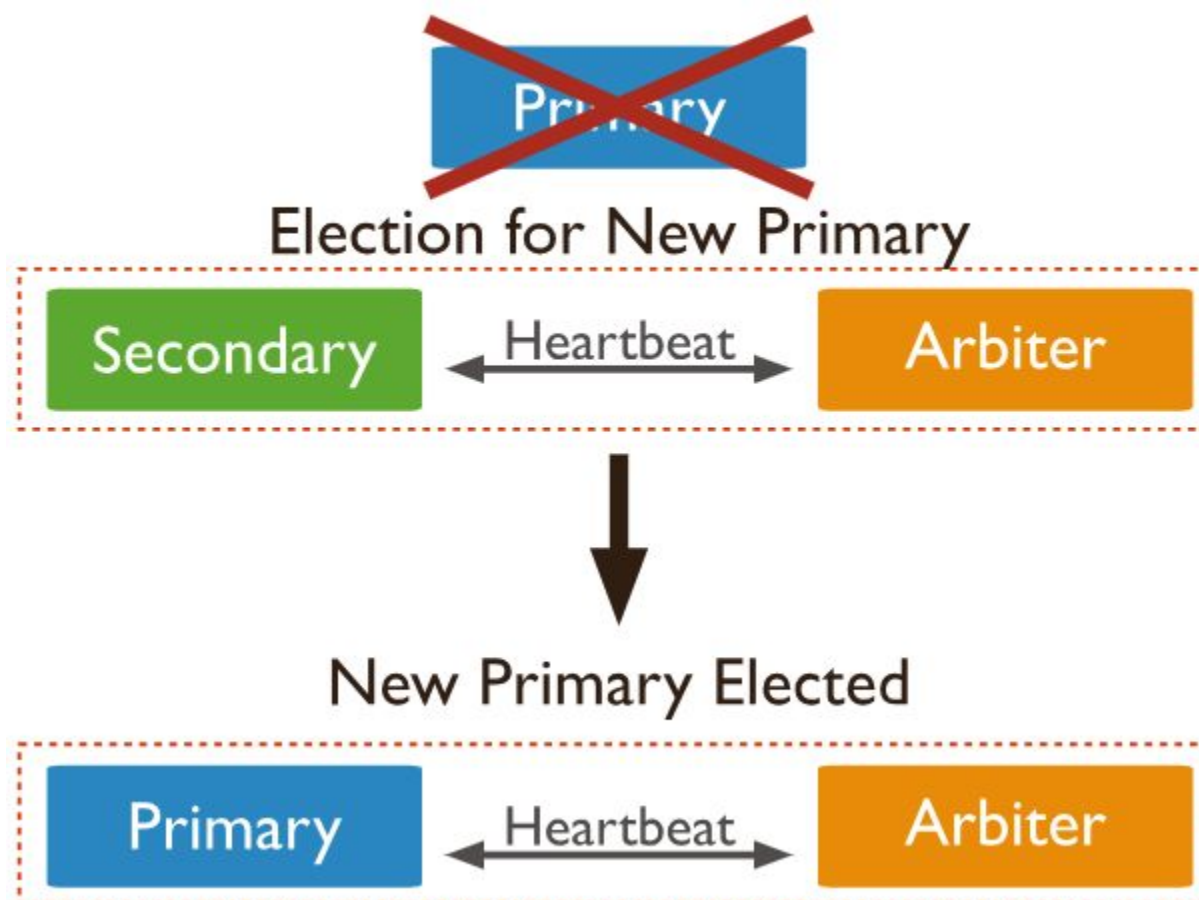 Primary
Election for New Primary
Secondary
Heartbeat
Arbiter
New Primary Elected
Primary
Heartbeat
Arbiter